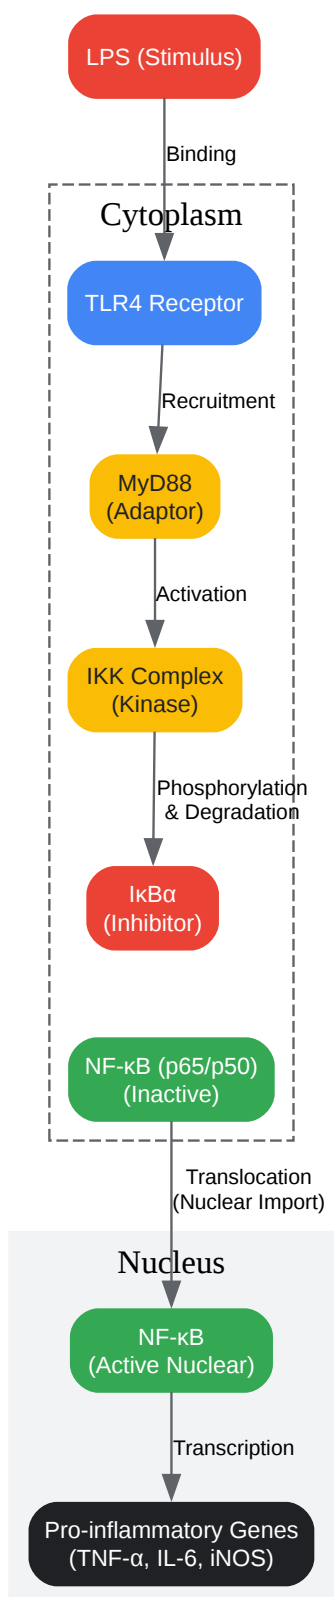 LPS (Stimulus)
Binding
Cytoplasm
TLR4 Receptor
Recruitment
MyD88
(Adaptor)
Activation
IKK Complex
(Kinase)
Phosphorylation
& Degradation
IκBα
(Inhibitor)
NF-κB (p65/p50)
(Inactive)
Translocation
(Nuclear Import)
Nucleus
NF-κB
(Active Nuclear)
Transcription
Pro-inflammatory Genes
(TNF-α, IL-6, iNOS)